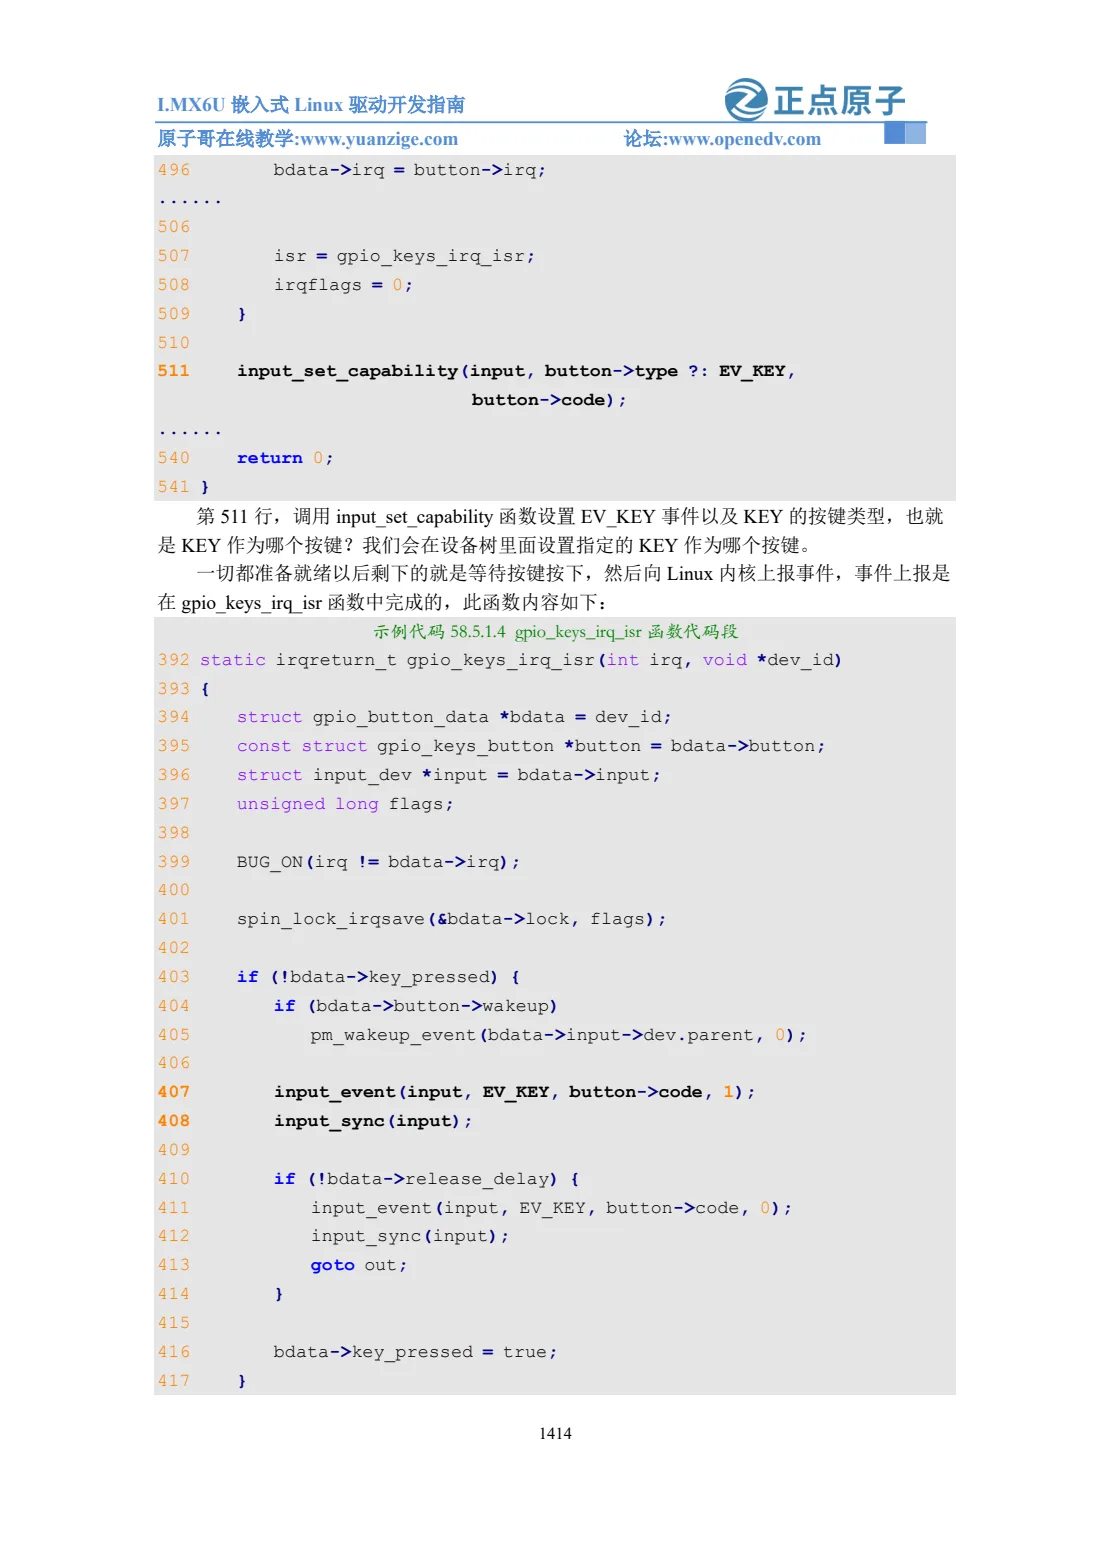 I.MX6U 嵌入式 Linux 驱动开发指南
正点原子
原子哥在线教学:www.yuanzige.com 论坛:www.openedv.com
496 bdata->irq = button->irq;
......
506
507 isr = gpio_keys_irq_isr;
508 irqflags = 0;
509 }
510
511 input_set_capability(input, button->type ?: EV_KEY,
button->code);
......
540 return 0;
541 }
第 511 行，调用 input_set_capability 函数设置 EV_KEY 事件以及 KEY 的按键类型，也就
是 KEY 作为哪个按键？我们会在设备树里面设置指定的 KEY 作为哪个按键。
一切都准备就绪以后剩下的就是等待按键按下，然后向 Linux 内核上报事件，事件上报是
在 gpio_keys_irq_isr 函数中完成的，此函数内容如下：
示例代码 58.5.1.4 gpio_keys_irq_isr 函数代码段
392 static irqreturn_t gpio_keys_irq_isr(int irq, void *dev_id)
393 {
394 struct gpio_button_data *bdata = dev_id;
395 const struct gpio_keys_button *button = bdata->button;
396 struct input_dev *input = bdata->input;
397 unsigned long flags;
398
399 BUG_ON(irq != bdata->irq);
400
401 spin_lock_irqsave(&bdata->lock, flags);
402
403 if (!bdata->key_pressed) {
404 if (bdata->button->wakeup)
405 pm_wakeup_event(bdata->input->dev.parent, 0);
406
407 input_event(input, EV_KEY, button->code, 1);
408 input_sync(input);
409
410 if (!bdata->release_delay) {
411 input_event(input, EV_KEY, button->code, 0);
412 input_sync(input);
413 goto out;
414 }
415
416 bdata->key_pressed = true;
417 }
1414